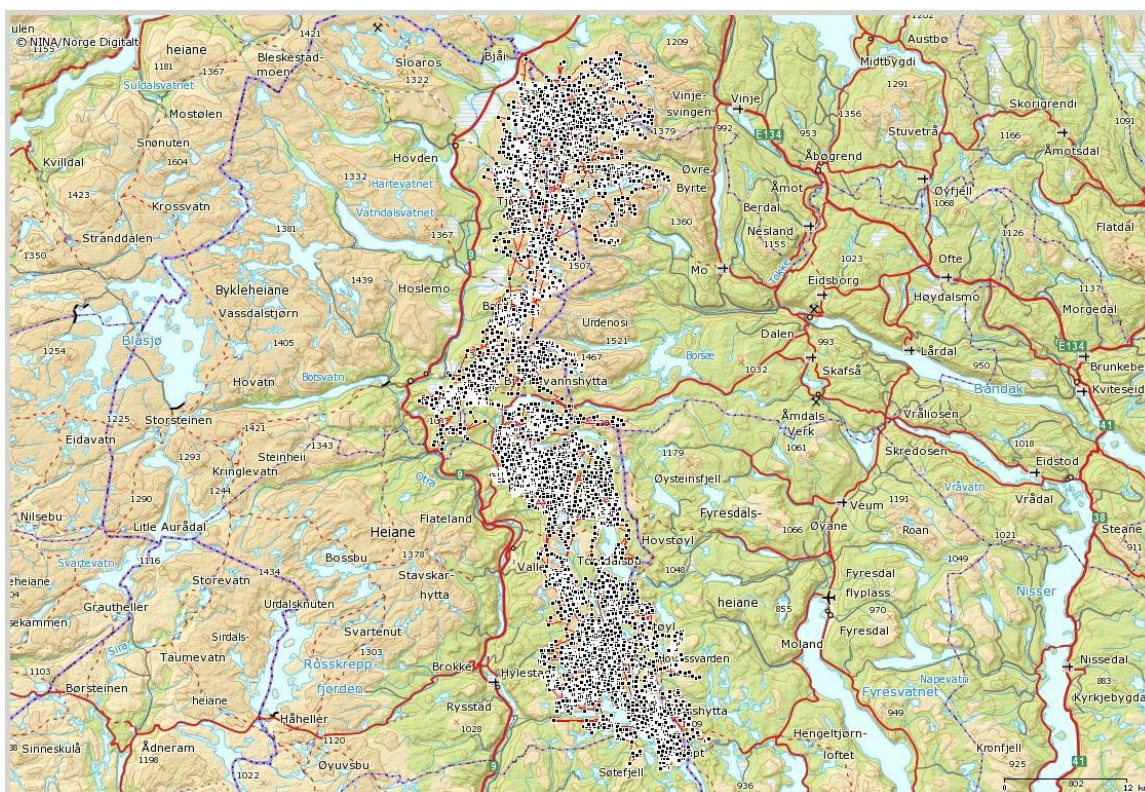 © NINA/Norge Digitalt
heiane
1155
1181
1367
1421
Bleskestad-
moen
Sloaros
1322
Bjåi
1209
Vinje-
svingen
Vinje
992
1379
E134
953
1356
1291
1202
Austbø
Midtbygdi
Skorigrendi
1166
1091
Stuvetrå
Åmotsdal
Suldalsvatnet
Mostølen
Snønuten
1604
Kvilldal
1423
Krossvatn
Hovden
1332
Hartevatnet
Vatndalsvatnet
1367
Øvre
Byrte
1360
Åbøgrend
Åmot
Berdal
Nesland
1155
Øyfjell
1068
1126
Flatdal
Stranddalen
1350
1381
9
Mo
Tokke
1023
Ofte
Eidsborg
Høydalsmo
1137
Morgedal
Bykleheiane
Vassdalstjørn
1439
Hoslemo
1507
Urdenosi
1521
1467
Borsæ
Dalen
993
Skafså
Lårdal
950
Bandak
E134
Brunkebe
Kviteseid
Blåsjø
1254
1405
Hovatn
Botsvatn
1032
Storsteinen
1225
1421
Eidavatn
1293
Steinheii
1343
Kringlevatn
1290
1244
Otra
9
1179
Øysteinsfjell
Åmdals
Verk
1061
Vråliosen
Skredosen
1018
41
Eidstod
Vråvatn
Vrådal
Nilsebu
Litle Aurådal
Heiane
Flateland
Fyresdals-
1066
Veum
1191
Øyane
Roan
1021
38
Steane
911
Svartevatn
1116
Bossbu
1378
Stavskar-
hytta
Valle
Hovstøyl
1048
1049
Storevatn
1434
Grautheller
Urdalsknuten
Sirdals-
heiane
855
Fyresdal
flyplass
970
Fyresdal
Nisser
Sira
Taumevatn
Svartenut
1303
Rosskrepp
fjorden
Brokke
Moland
Nissedal
1103
Børsteinen
heiane
Håheller
Rysstad
1028
Napevatn
883
Kyrkjebygda
Fyresvatnet
949
Sinneskulå
Ådneram
1198
1120
Øyuvsbu
1022
9
Søtefjell
936
Hengeltjørn-
loftet
Kronfjell
925
41
802
0